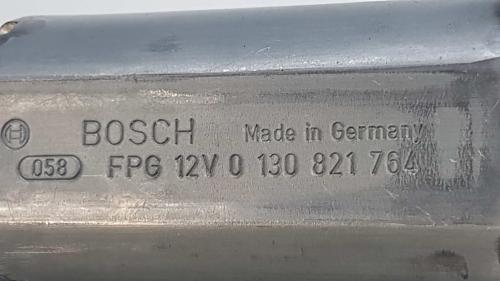 BOSCH Made in Germany
058 FPG 12V 0 130 821 764